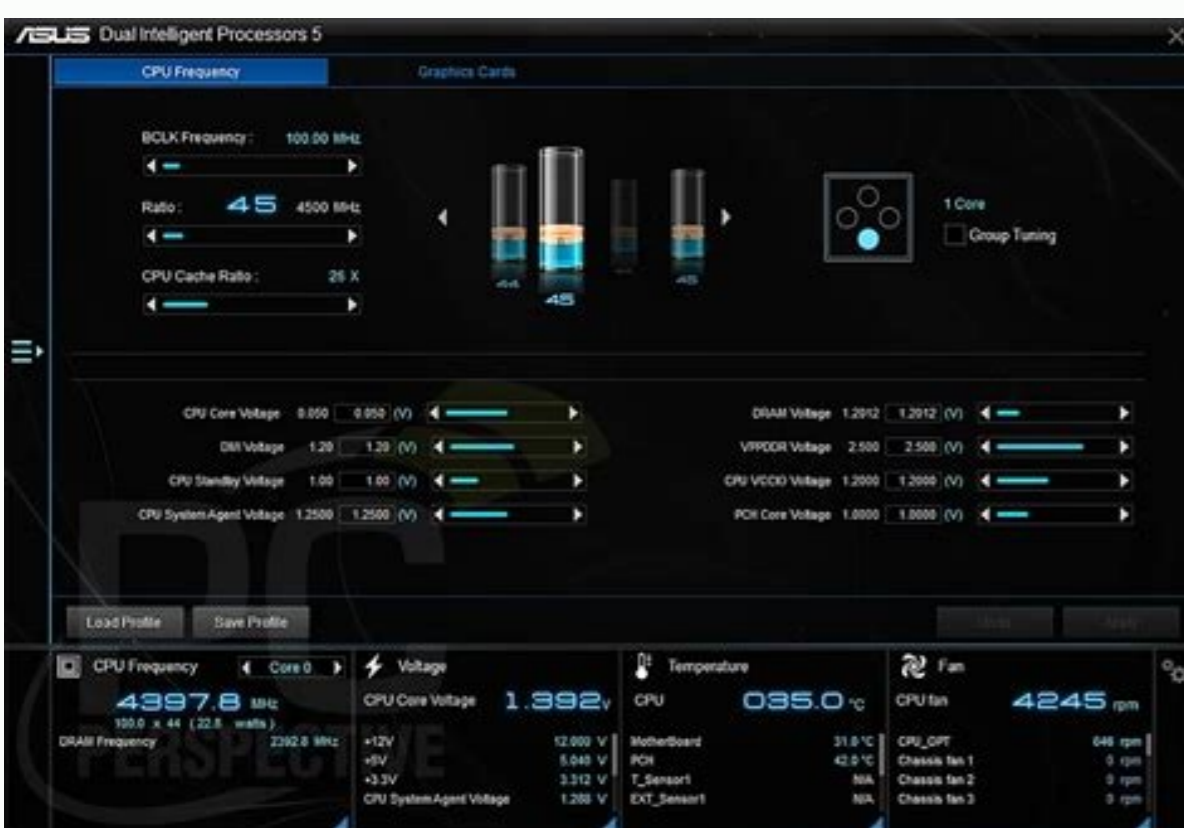 ASUS Dual Intelligent Processors 5
CPU Frequency Graphics Cards
BCLK Frequency : 100.00 MHz
Ratio : 45 4500 MHz
CPU Cache Ratio : 26 X
44
45
45
1 Core
Group Tuning
CPU Core Voltage 0.050 0.050 (V)
DMI Voltage 1.20 1.20 (V)
CPU Standby Voltage 1.00 1.00 (V)
CPU System Agent Voltage 1.2500 1.2500 (V)
DRAM Voltage 1.2012 1.2012 (V)
VPPDDR Voltage 2.500 2.500 (V)
CPU VCCIO Voltage 1.2000 1.2000 (V)
PCH Core Voltage 1.0000 1.0000 (V)
Load Profile Save Profile
Apply
CPU Frequency Core 0
4397.8 MHz
100.0 x 44 ( 22.8 watts )
DRAM Frequency 2392.8 MHz
Voltage
CPU Core Voltage 1.392 V
+12V 12.000 V
+5V 5.040 V
+3.3V 3.312 V
CPU System Agent Voltage 1.288 V
Temperature
CPU 035.0 °C
MotherBoard 31.0 °C
PCH 42.0 °C
T_Sensor1 N/A
EXT_Sensor1 N/A
Fan
CPU fan 4245 rpm
CPU_OPT 646 rpm
Chassis fan 1 0 rpm
Chassis fan 2 0 rpm
Chassis fan 3 0 rpm
PC
PERSPECTIVE